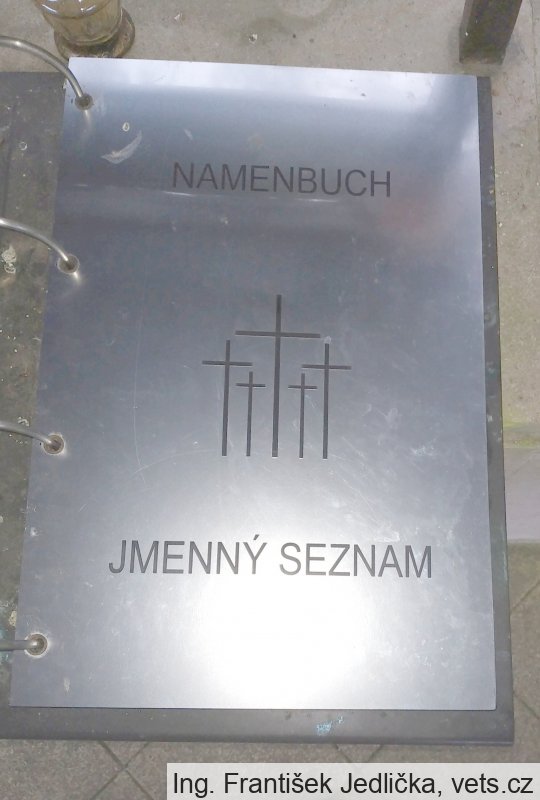 NAMENBUCH
JMENNÝ SEZNAM
Ing. František Jedlička, vets.cz